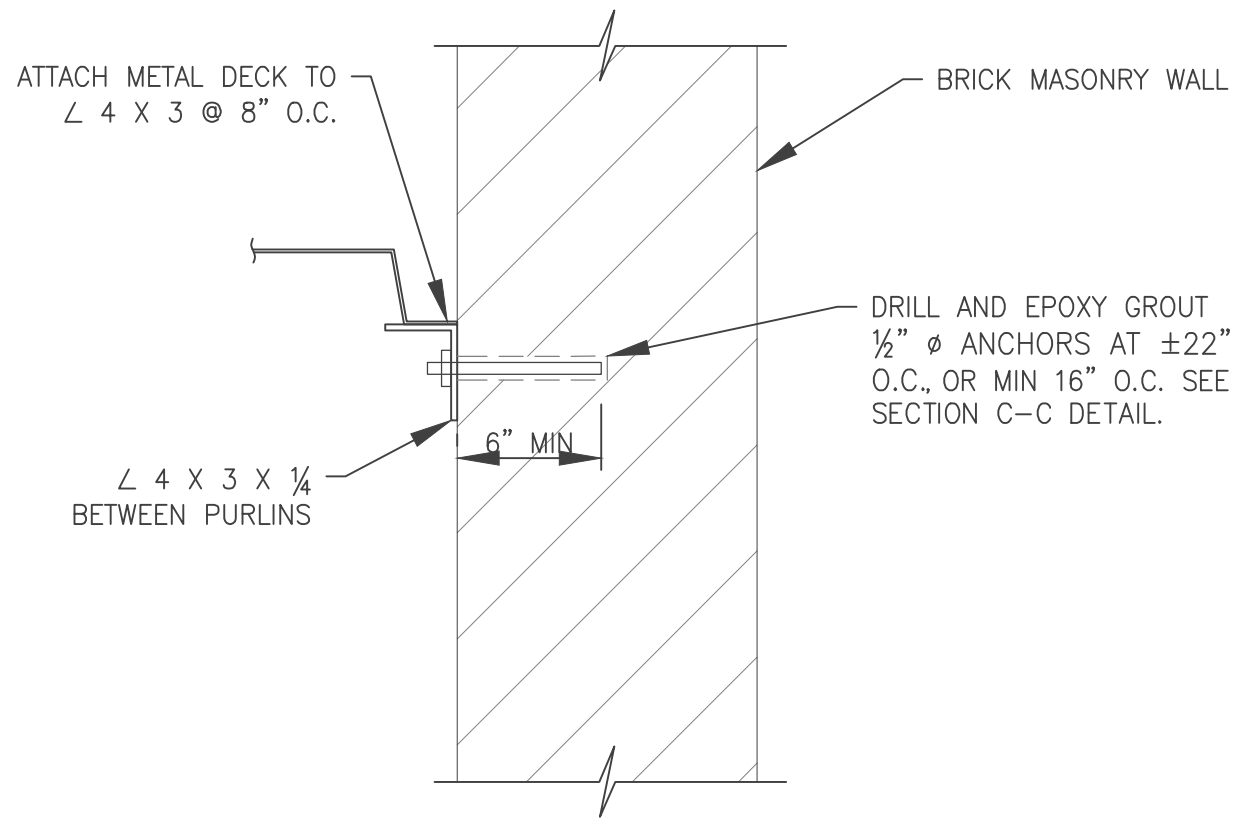 ATTACH METAL DECK TO
∠ 4 X 3 @ 8” O.C.
BRICK MASONRY WALL
DRILL AND EPOXY GROUT
½” ø ANCHORS AT ±22”
O.C., OR MIN 16” O.C. SEE
SECTION C–C DETAIL.
6” MIN
∠ 4 X 3 X ¼
BETWEEN PURLINS